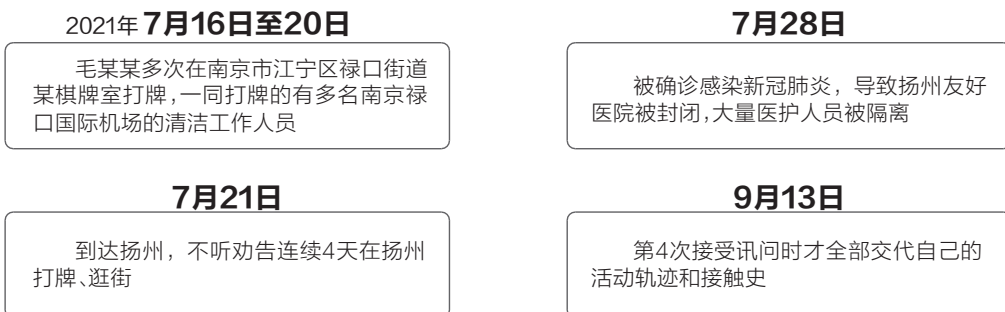 2021年7月16日至20日
毛某某多次在南京市江宁区禄口街道
某棋牌室打牌,一同打牌的有多名南京禄
口国际机场的清洁工作人员
7月21日
到达扬州，不听劝告连续4天在扬州
打牌、逛街
7月28日
被确诊感染新冠肺炎，导致扬州友好
医院被封闭,大量医护人员被隔离
9月13日
第4次接受讯问时才全部交代自己的
活动轨迹和接触史